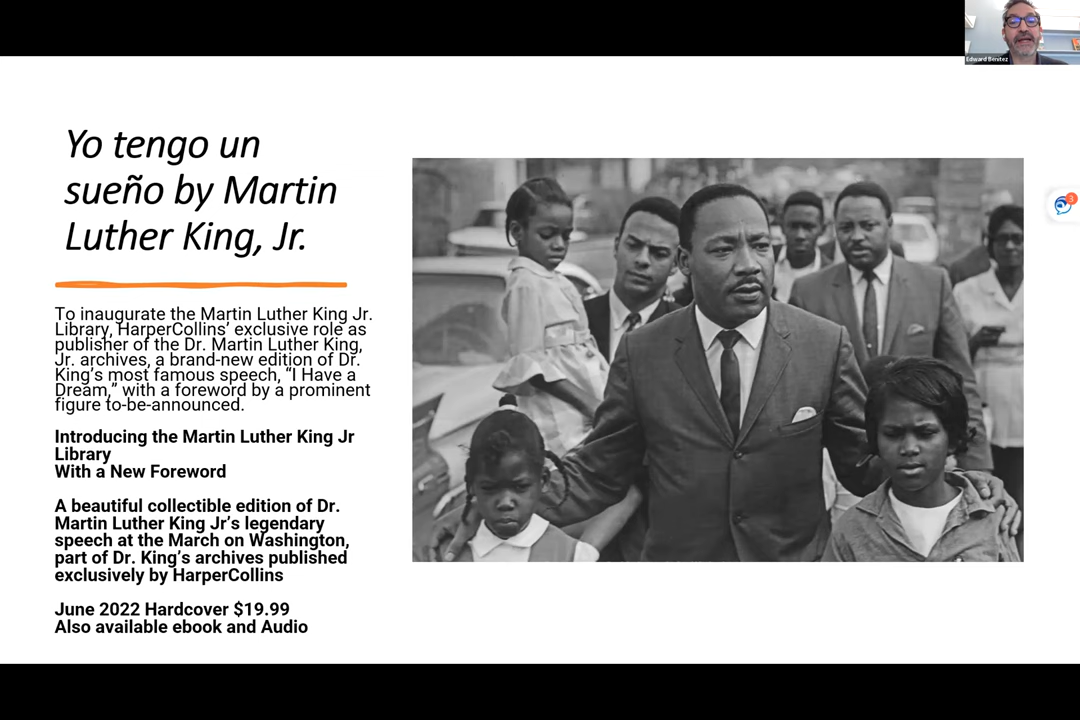 Edward Benitez
3
Yo tengo un
sueño by Martin
Luther King, Jr.
To inaugurate the Martin Luther King Jr.
Library, HarperCollins’ exclusive role as
publisher of the Dr. Martin Luther King,
Jr. archives, a brand-new edition of Dr.
King’s most famous speech, “I Have a
Dream,” with a foreword by a prominent
figure to-be-announced.
Introducing the Martin Luther King Jr
Library
With a New Foreword
A beautiful collectible edition of Dr.
Martin Luther King Jr’s legendary
speech at the March on Washington,
part of Dr. King’s archives published
exclusively by HarperCollins
June 2022 Hardcover $19.99
Also available ebook and Audio